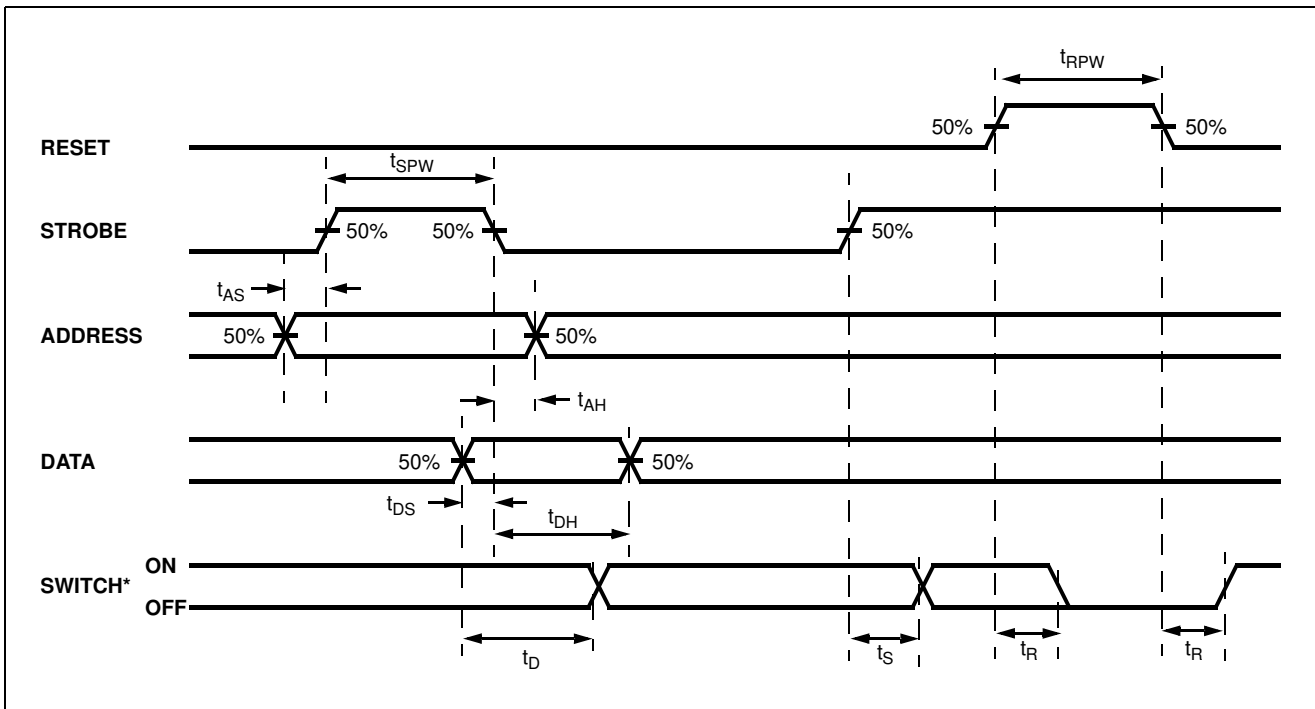 tRPW
50% 50%
RESET
tSPW
STROBE 50% 50% 50%
tAS
ADDRESS 50% 50%
tAH
DATA 50% 50%
tDS tDH
ON
SWITCH*
OFF
tD tS tR tR